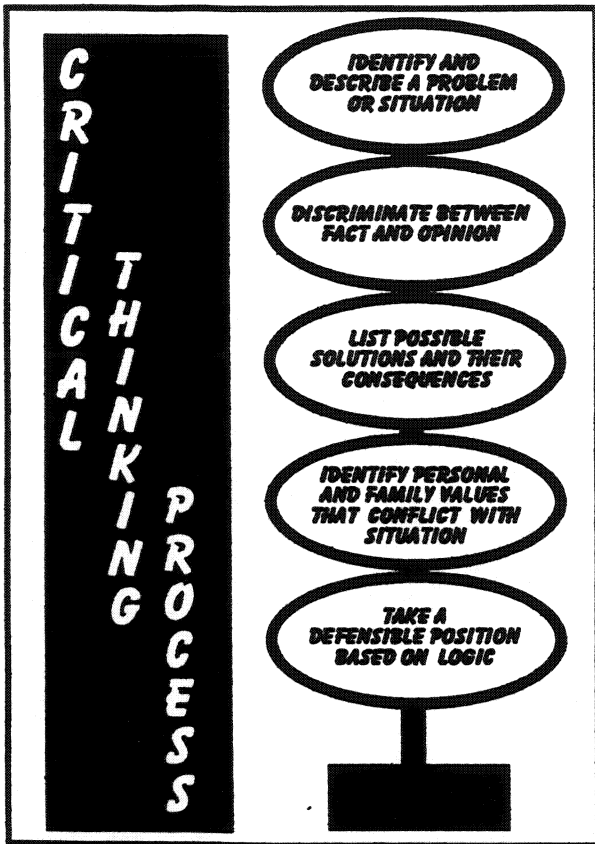 CRITICAL
THINKING
PROCESS
IDENTIFY AND
DESCRIBE A PROBLEM
OR SITUATION
DISCRIMINATE BETWEEN
FACT AND OPINION
LIST POSSIBLE
SOLUTIONS AND THEIR
CONSEQUENCES
IDENTIFY PERSONAL
AND FAMILY VALUES
THAT CONFLICT WITH
SITUATION
TAKE A
DEFENSIBLE POSITION
BASED ON LOGIC